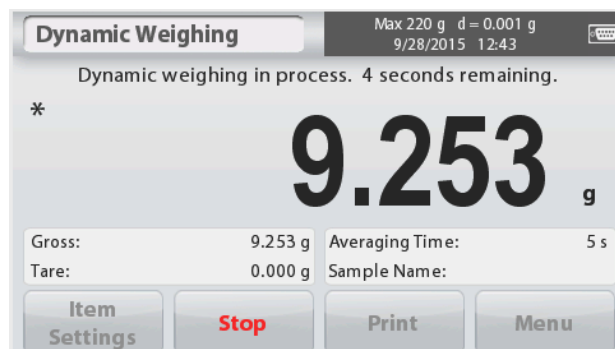 Dynamic Weighing
Max 220 g d = 0.001 g
9/28/2015 12:43
Dynamic weighing in process. 4 seconds remaining.
*
9.253 g
Gross: 9.253 g
Tare: 0.000 g
Averaging Time: 5 s
Sample Name:
Item
Settings
Stop
Print
Menu